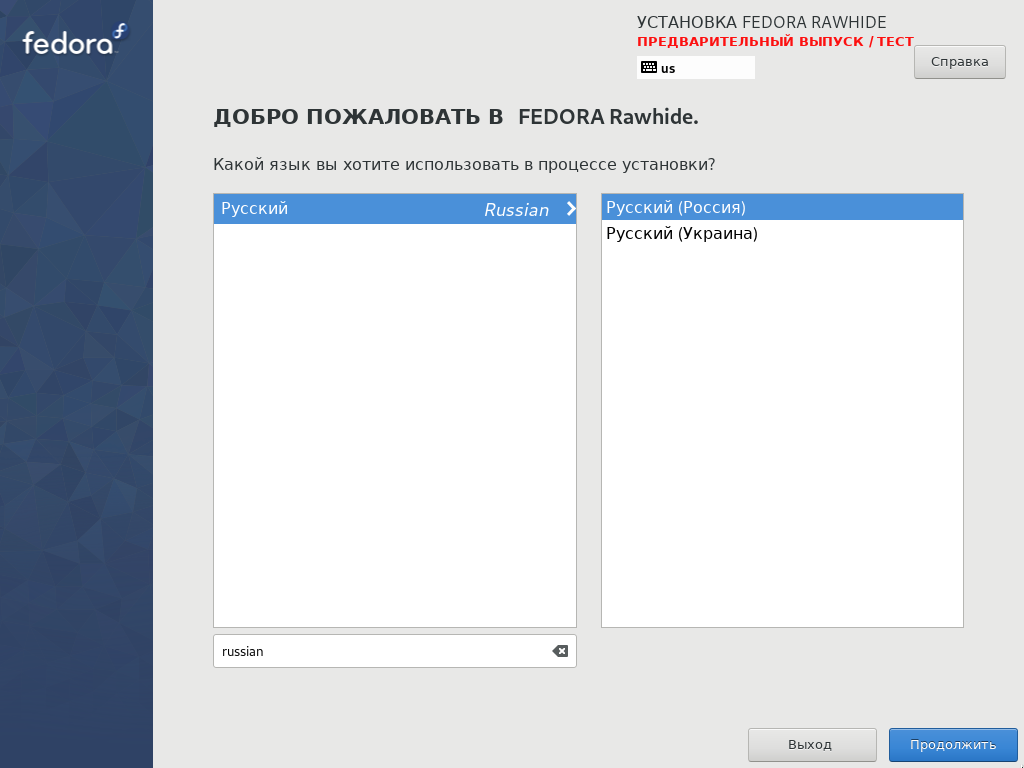 fedora
УСТАНОВКА FEDORA RAWHIDE
ПРЕДВАРИТЕЛЬНЫЙ ВЫПУСК / ТЕСТ
us
Справка
ДОБРО ПОЖАЛОВАТЬ В FEDORA Rawhide.
Какой язык вы хотите использовать в процессе установки?
Русский Russian
Русский (Россия)
Русский (Украина)
russian
Выход
Продолжить